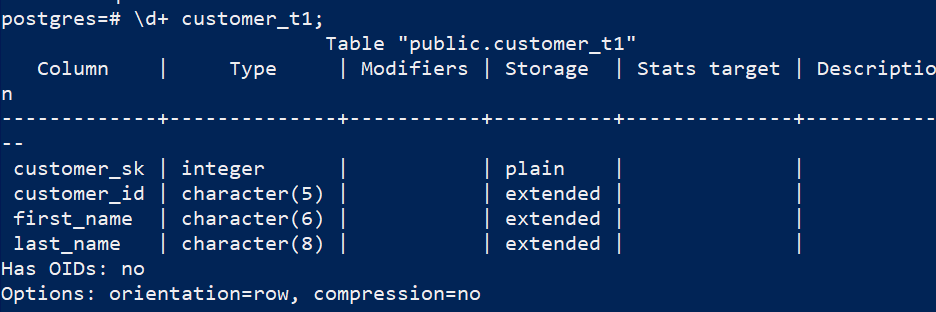 postgres=# \d+ customer_t1;
                           Table "public.customer_t1"
   Column    |     Type     | Modifiers | Storage  | Stats target | Descriptio
n
-------------+--------------+-----------+----------+--------------+-----------
--
 customer_sk | integer      |           | plain    |              |
 customer_id | character(5) |           | extended |              |
 first_name  | character(6) |           | extended |              |
 last_name   | character(8) |           | extended |              |
Has OIDs: no
Options: orientation=row, compression=no